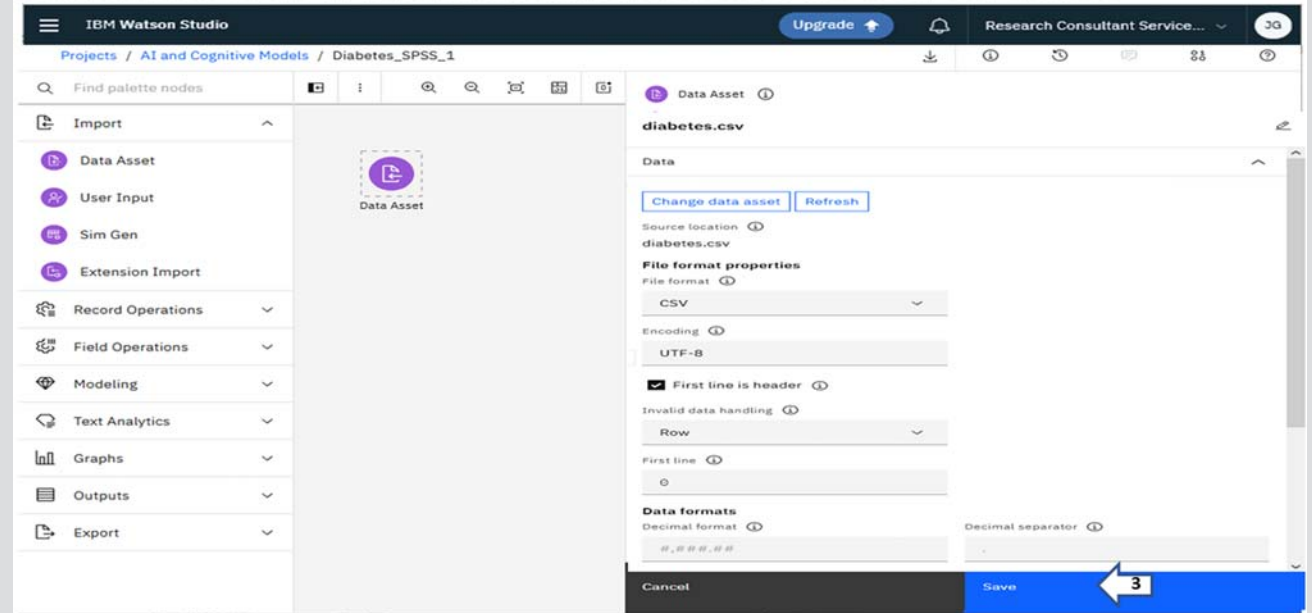 IBM Watson Studio
Upgrade
Research Consultant Service...
JG
Projects / AI and Cognitive Models / Diabetes_SPSS_1
Find palette nodes
Import
Data Asset
User Input
Sim Gen
Extension Import
Record Operations
Field Operations
Modeling
Text Analytics
Graphs
Outputs
Export
Data Asset
Data Asset
diabetes.csv
Data
Change data asset
Refresh
Source location
diabetes.csv
File format properties
File format
CSV
Encoding
UTF-8
First line is header
Invalid data handling
Row
First line
0
Data formats
Decimal format
Decimal separator
#,###.##
.
Cancel
Save
3